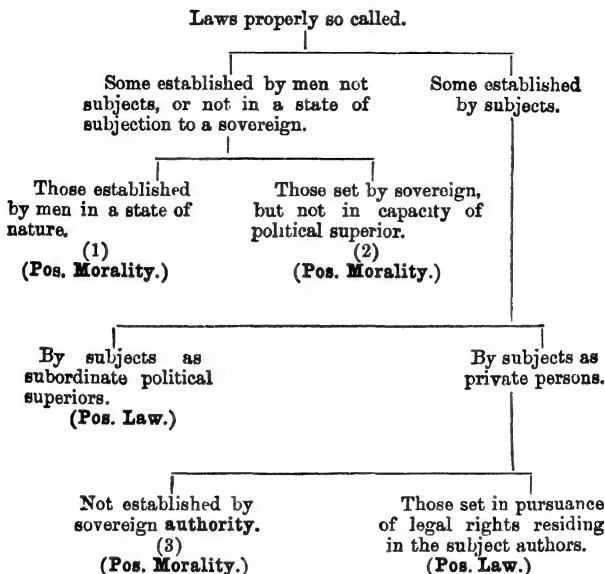 Laws properly so called.
Some established by men not
subjects, or not in a state of
subjection to a sovereign.
Some established
by subjects.
Those established
by men in a state of
nature.
(1)
(Pos. Morality.)
Those set by sovereign,
but not in capacity of
political superior.
(2)
(Pos. Morality.)
By subjects as
subordinate political
superiors.
(Pos. Law.)
By subjects as
private persons.
Not established by
sovereign authority.
(3)
(Pos. Morality.)
Those set in pursuance
of legal rights residing
in the subject authors.
(Pos. Law.)